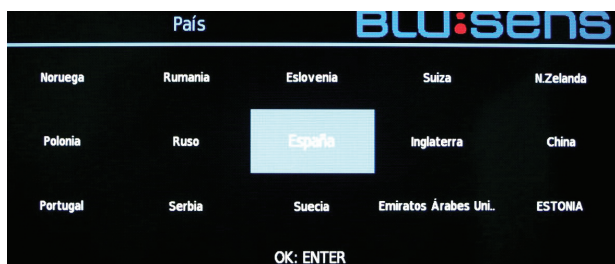 País BLU:SENS
Noruega Rumania Eslovenia Suiza N.Zelanda
Polonia Ruso España Inglaterra China
Portugal Serbia Suecia Emiratos Árabes Uni.. ESTONIA
OK: ENTER